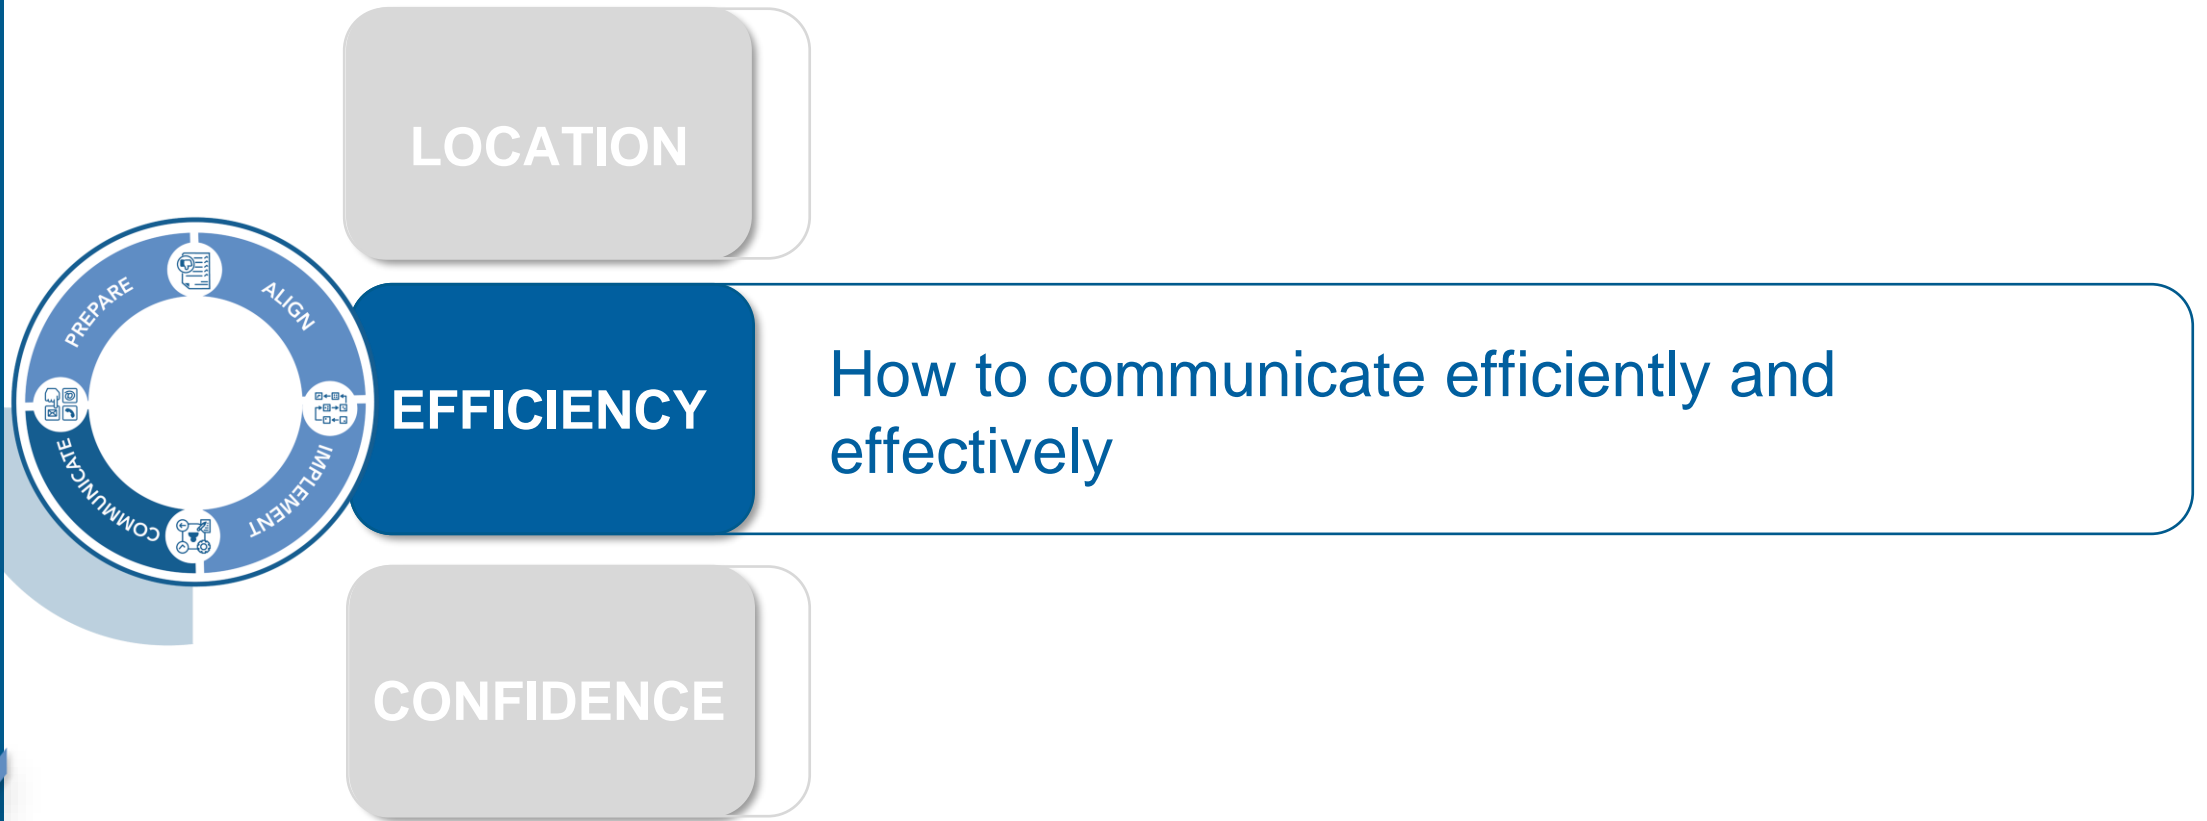 LOCATION
PREPARE
ALIGN
IMPLEMENT
COMMUNICATE
EFFICIENCY
How to communicate efficiently and
effectively
CONFIDENCE